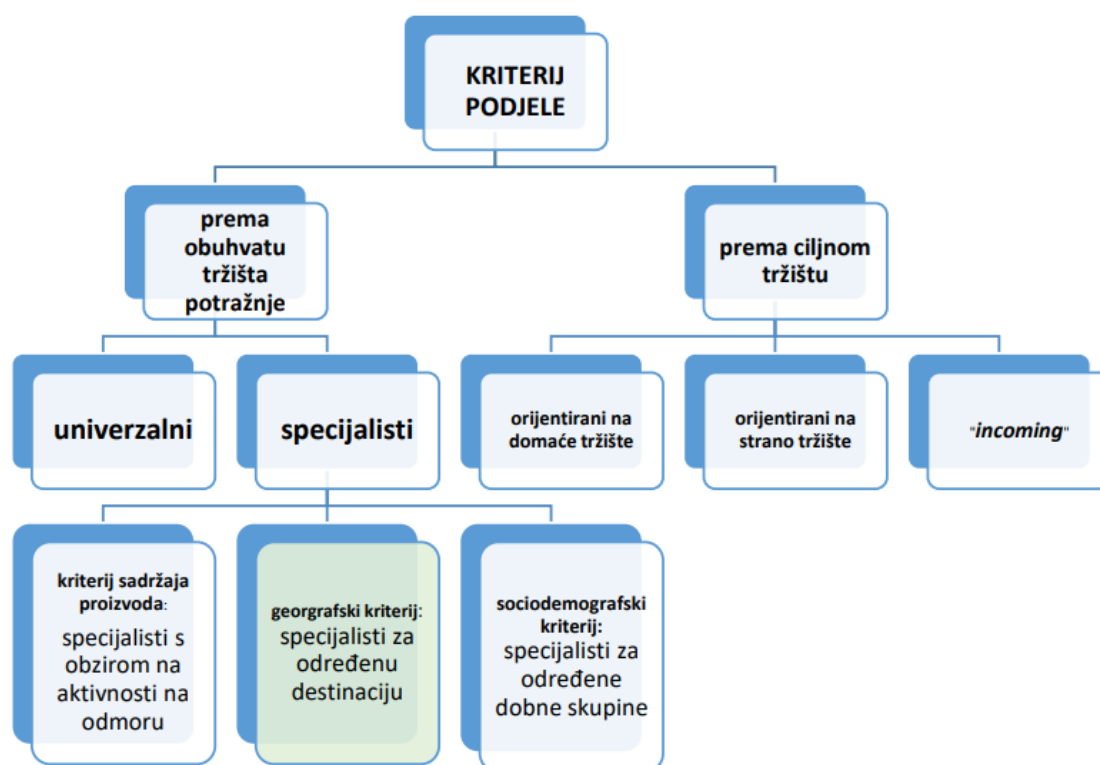 KRITERIJ
PODJELE
prema
obuhvatu
tržišta
potražnje
prema ciljnom
tržištu
univerzalni
specijalisti
orijentirani na
domaće tržište
orijentirani na
strano tržište
"incoming"
kriterij sadržaja
proizvoda:
specijalisti s
obzirom na
aktivnosti na
odmoru
georgrafski kriterij:
specijalisti za
određenu
destinaciju
sociodemografski
kriterij:
specijalisti za
određene
dobne skupine